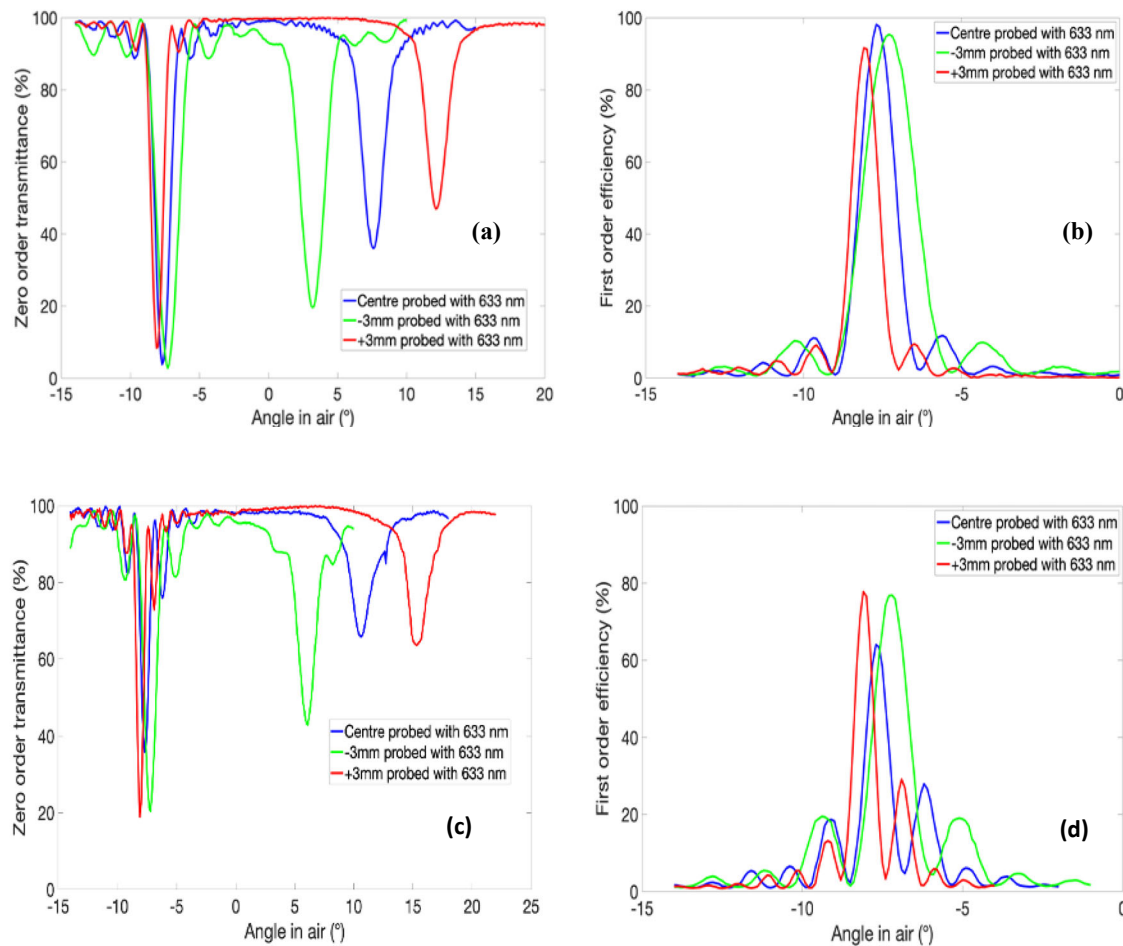 Zero order transmittance (%)
100
80
60
40
20
0
-15
-10
-5
0
5
10
15
20
Angle in air (°)
(a)
Centre probed with 633 nm
-3mm probed with 633 nm
+3mm probed with 633 nm
First order efficiency (%)
100
80
60
40
20
0
-15
-10
-5
0
Angle in air (°)
(b)
Centre probed with 633 nm
-3mm probed with 633 nm
+3mm probed with 633 nm
Zero order transmittance (%)
100
80
60
40
20
0
-15
-10
-5
0
5
10
15
20
25
Angle in air (°)
(c)
Centre probed with 633 nm
-3mm probed with 633 nm
+3mm probed with 633 nm
First order efficiency (%)
100
80
60
40
20
0
-15
-10
-5
0
Angle in air (°)
(d)
Centre probed with 633 nm
-3mm probed with 633 nm
+3mm probed with 633 nm